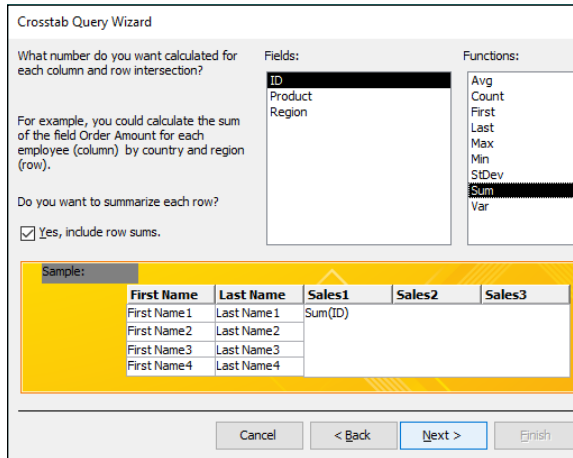 Crosstab Query Wizard
What number do you want calculated for
each column and row intersection?
For example, you could calculate the sum
of the field Order Amount for each
employee (column) by country and region
(row).
Do you want to summarize each row?
Yes, include row sums.
Fields:
ID
Product
Region
Functions:
Avg
Count
First
Last
Max
Min
StDev
Sum
Var
Sample:
First Name Last Name Sales1 Sales2 Sales3
First Name1 Last Name1 Sum(ID)
First Name2 Last Name2
First Name3 Last Name3
First Name4 Last Name4
Cancel < Back Next > Finish